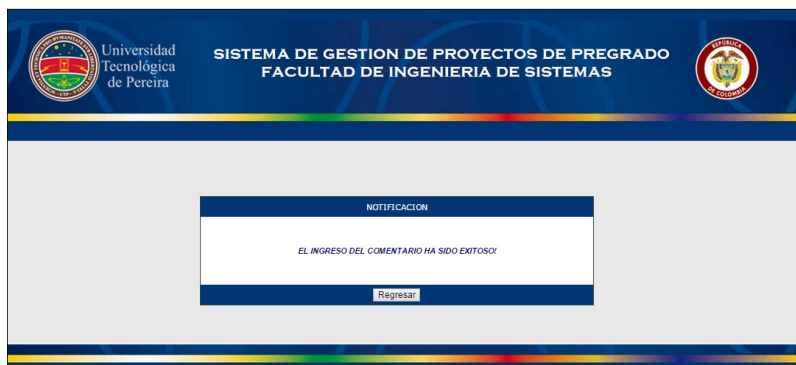 Universidad
Tecnológica
de Pereira
SISTEMA DE GESTION DE PROYECTOS DE PREGRADO
FACULTAD DE INGENIERIA DE SISTEMAS
REPÚBLICA
DE COLOMBIA
NOTIFICACION
EL INGRESO DEL COMENTARIO HA SIDO EXITOSO!
Regresar